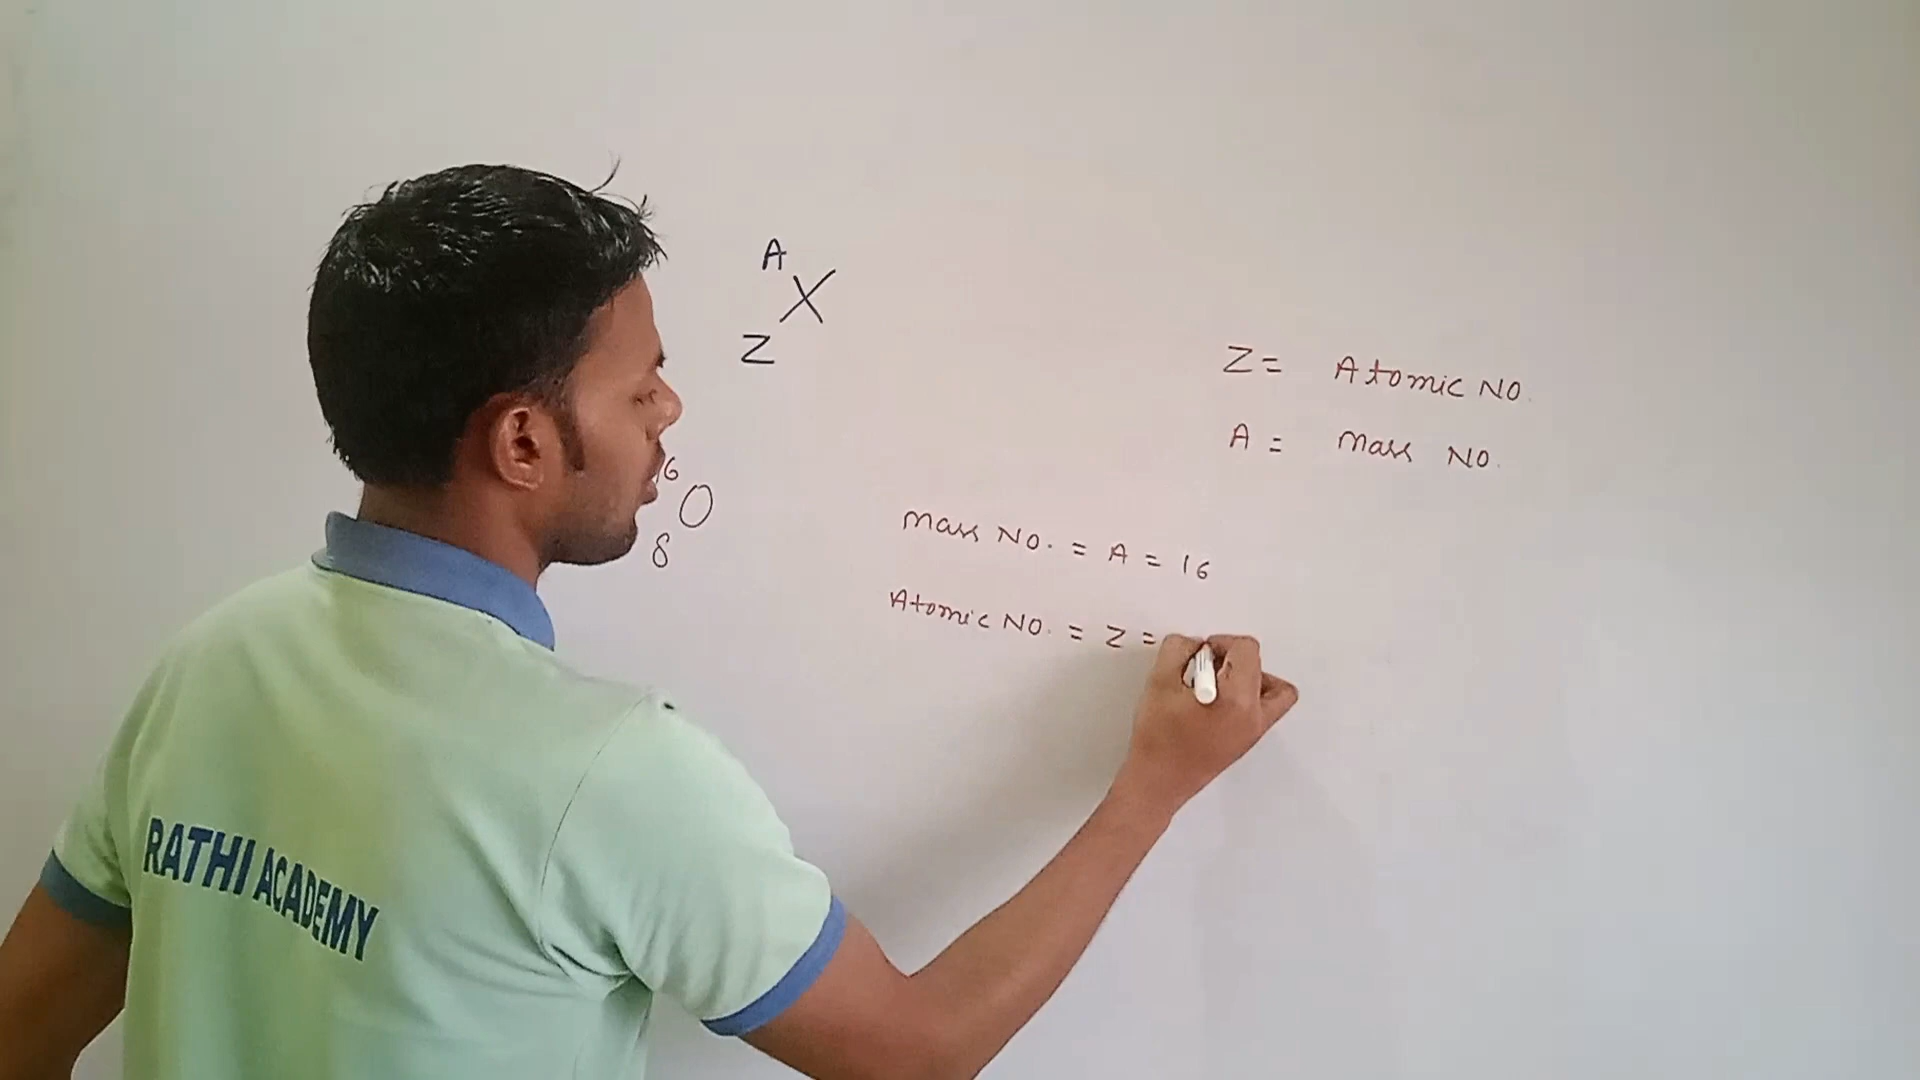 A
X
Z
Z = Atomic NO.
A = Mass NO.
16
O
8
Mass NO. = A = 16
Atomic NO. = Z =
RATHI ACADEMY